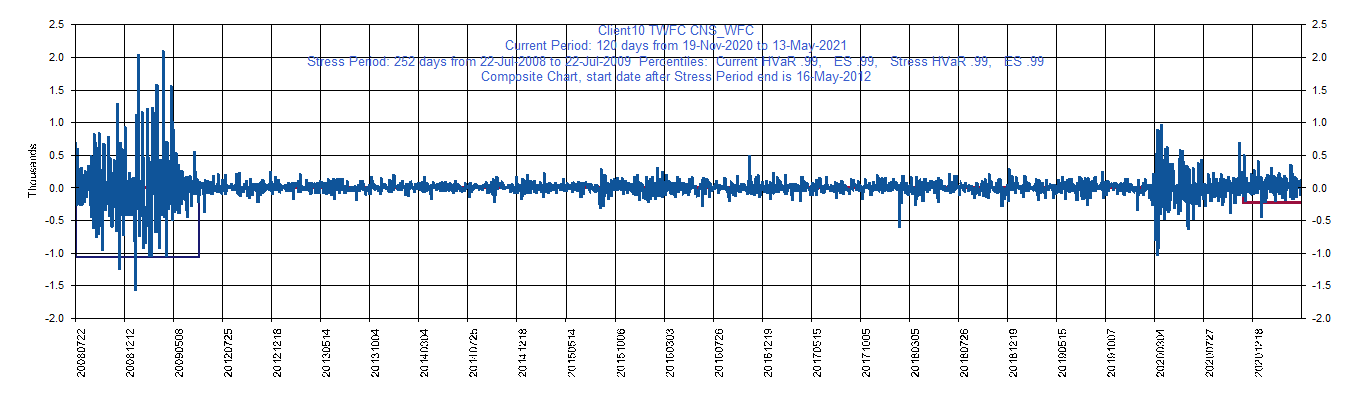 Client10 TWFC CNS_WFC
Current Period: 120 days from 19-Nov-2020 to 13-May-2021
Stress Period: 252 days from 22-Jul-2008 to 22-Jul-2009 Percentiles: Current HVaR .99, ES .99, Stress HVaR .99, ES .99
Composite Chart, start date after Stress Period end is 16-May-2012
2.5 2.5
2.0 2.0
1.5 1.5
1.0 1.0
0.5 0.5
0.0 0.0
-0.5 -0.5
-1.0 -1.0
-1.5 -1.5
-2.0 -2.0
Thousands
20080722 20081212 20090508 20120725 20121218 20130514 20131004 20140304 20140725 20141218 20150514 20151006 20160303 20160726 20161219 20170515 20171005 20180305 20180726 20181219 20190515 20191007 20200304 20200727 20201218